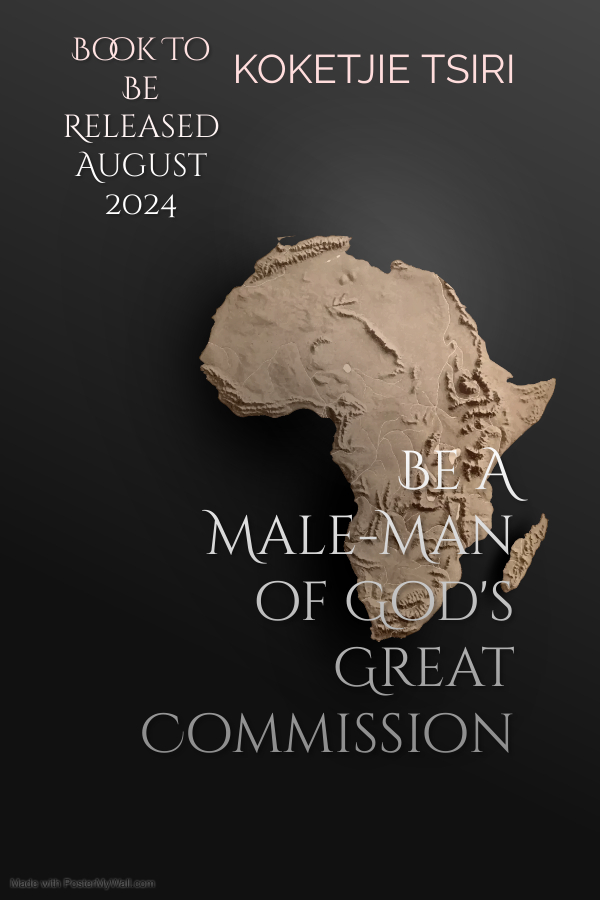 BOOK TO
BE
RELEASED
AUGUST
2024
KOKETJIE TSIRI
BE A
MALE-MAN
OF GOD'S
GREAT
COMMISSION
Made with PosterMyWall.com